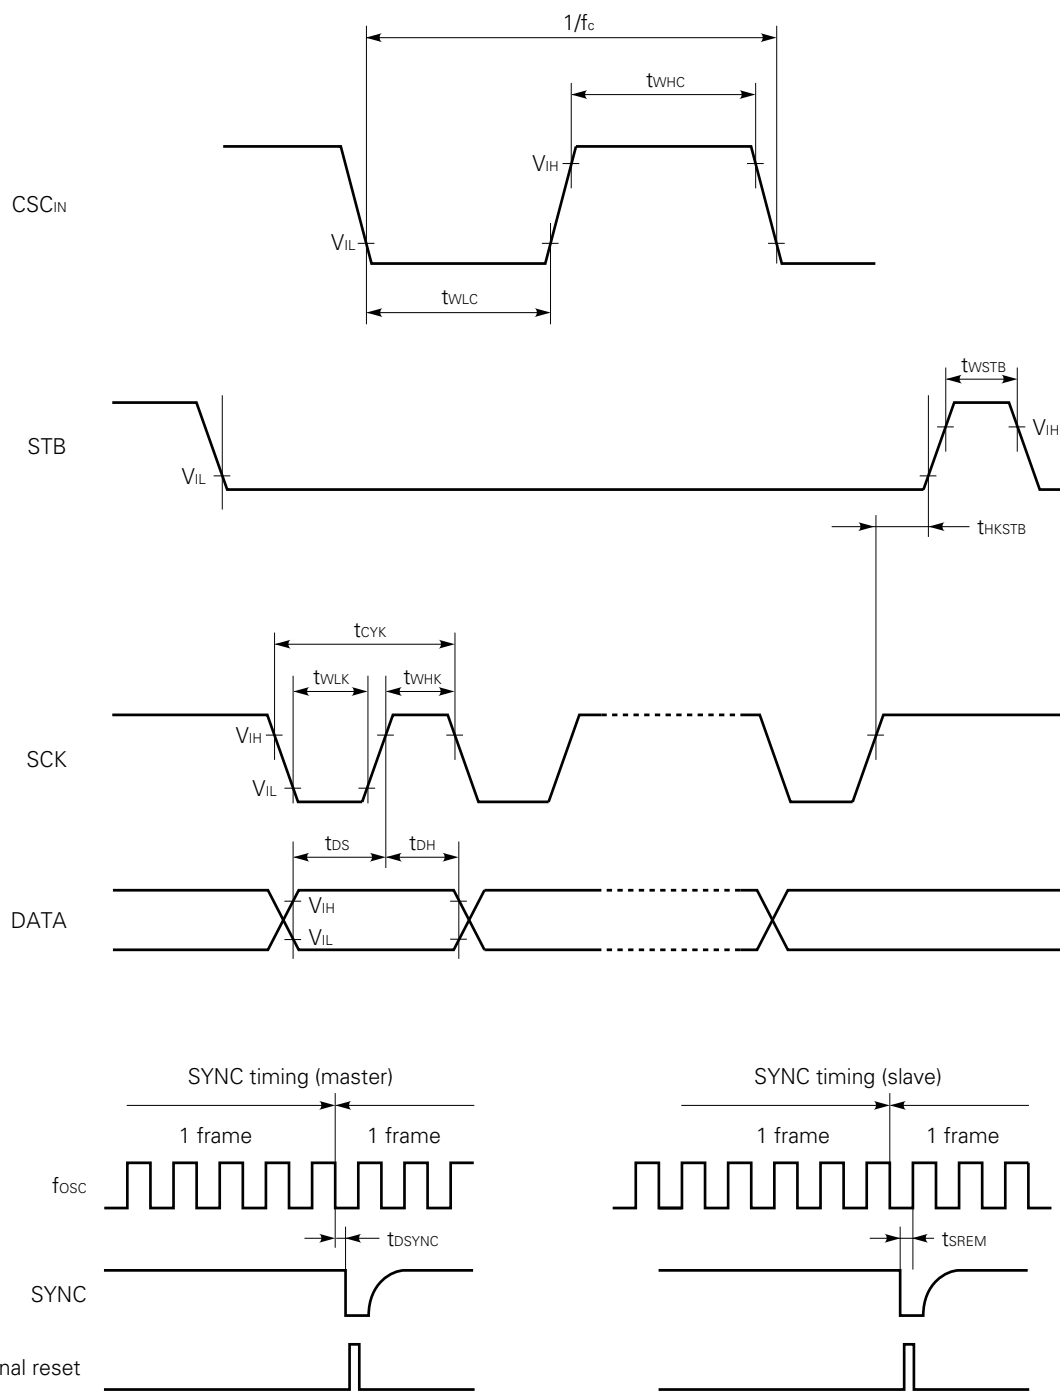 1/fc
tWHC
VIH
CSCIN
VIL
tWLC
tWSTB
STB
VIH
VIL
tHKSTB
tCYK
tWLK
tWHK
VIH
SCK
VIL
tDS
tDH
VIH
DATA
VIL
SYNC timing (master)
SYNC timing (slave)
1 frame
1 frame
1 frame
1 frame
fOSC
tDSYNC
tSREM
SYNC
reset